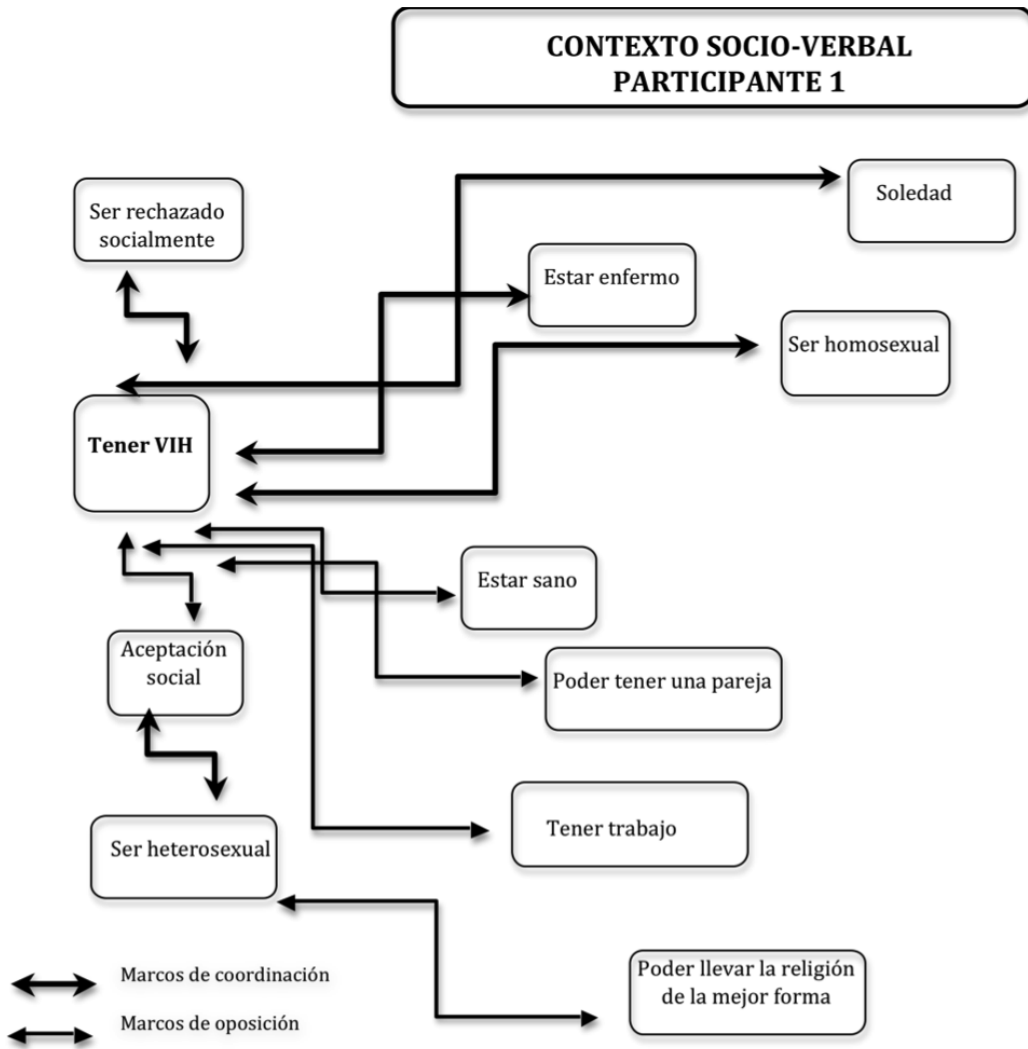 CONTEXTO SOCIO-VERBAL
PARTICIPANTE 1
Soledad
Ser rechazado
socialmente
Estar enfermo
Ser homosexual
Tener VIH
Estar sano
Aceptación
social
Poder tener una pareja
Tener trabajo
Ser heterosexual
Poder llevar la religión
de la mejor forma
Marcos de coordinación
Marcos de oposición